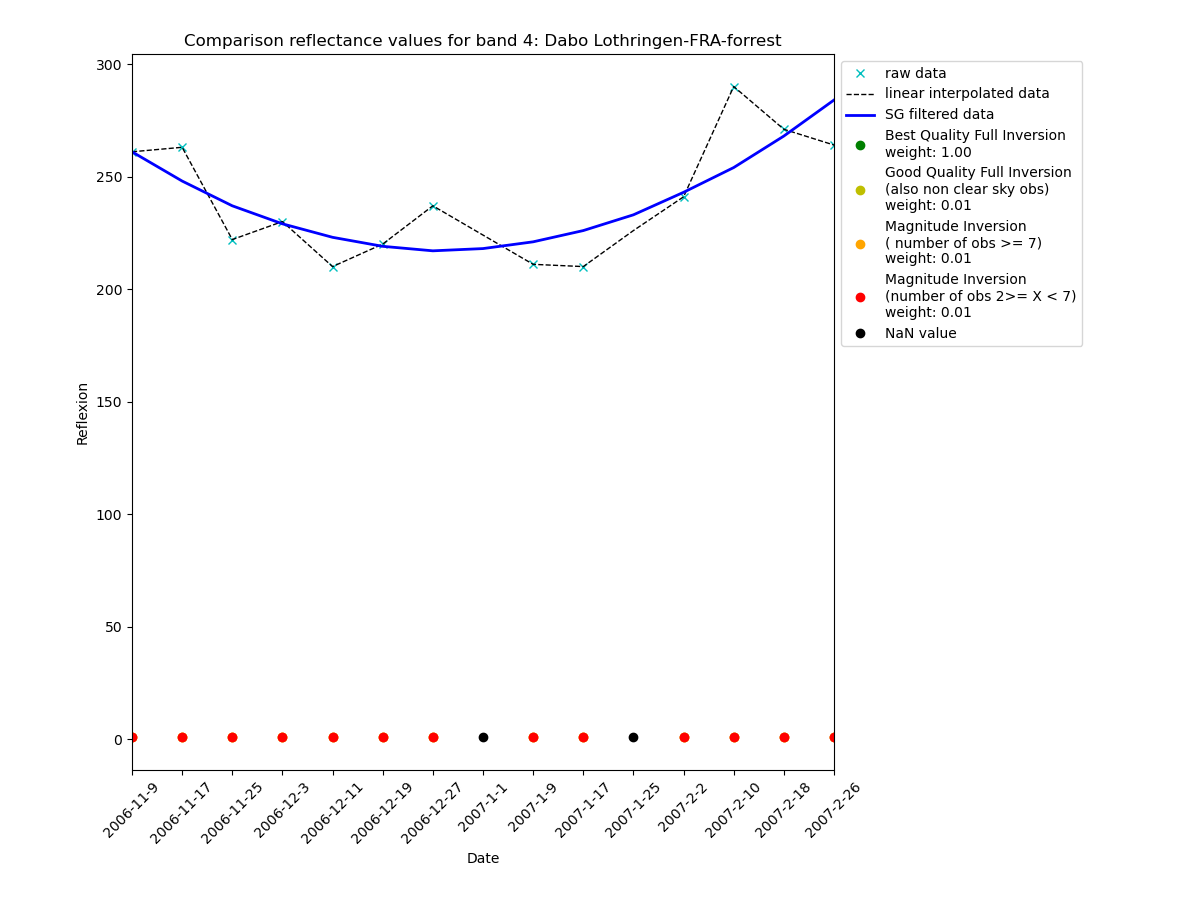 Comparison reflectance values for band 4: Dabo Lothringen-FRA-forrest
300
250
200
150
100
50
0
Reflexion
2006-11-9
2006-11-17
2006-11-25
2006-12-3
2006-12-11
2006-12-19
2006-12-27
2007-1-1
2007-1-9
2007-1-17
2007-1-25
2007-2-2
2007-2-10
2007-2-18
2007-2-26
Date
raw data
linear interpolated data
SG filtered data
Best Quality Full Inversion
weight: 1.00
Good Quality Full Inversion
(also non clear sky obs)
weight: 0.01
Magnitude Inversion
( number of obs >= 7)
weight: 0.01
Magnitude Inversion
(number of obs 2>= X < 7)
weight: 0.01
NaN value